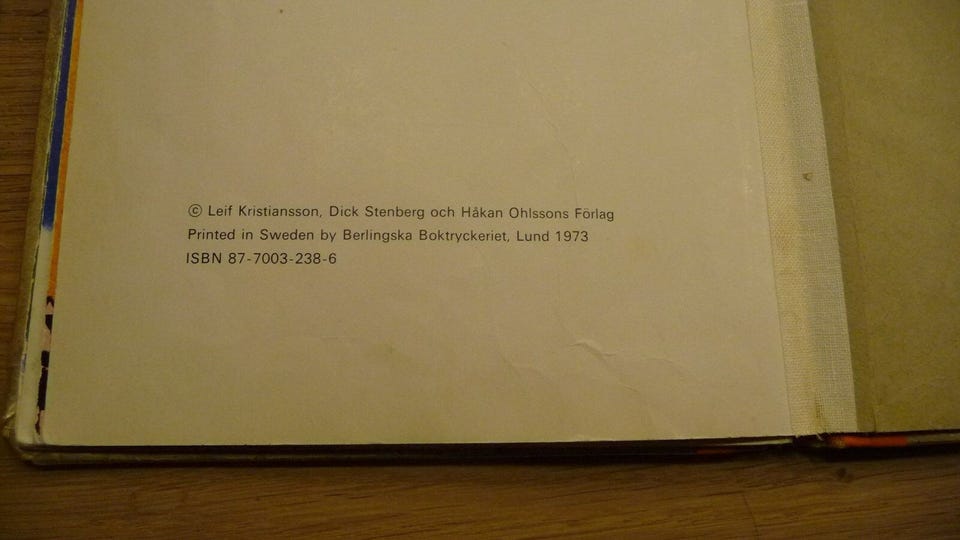 © Leif Kristiansson, Dick Stenberg och Håkan Ohlssons Förlag
Printed in Sweden by Berlingska Boktryckeriet, Lund 1973
ISBN 87-7003-238-6